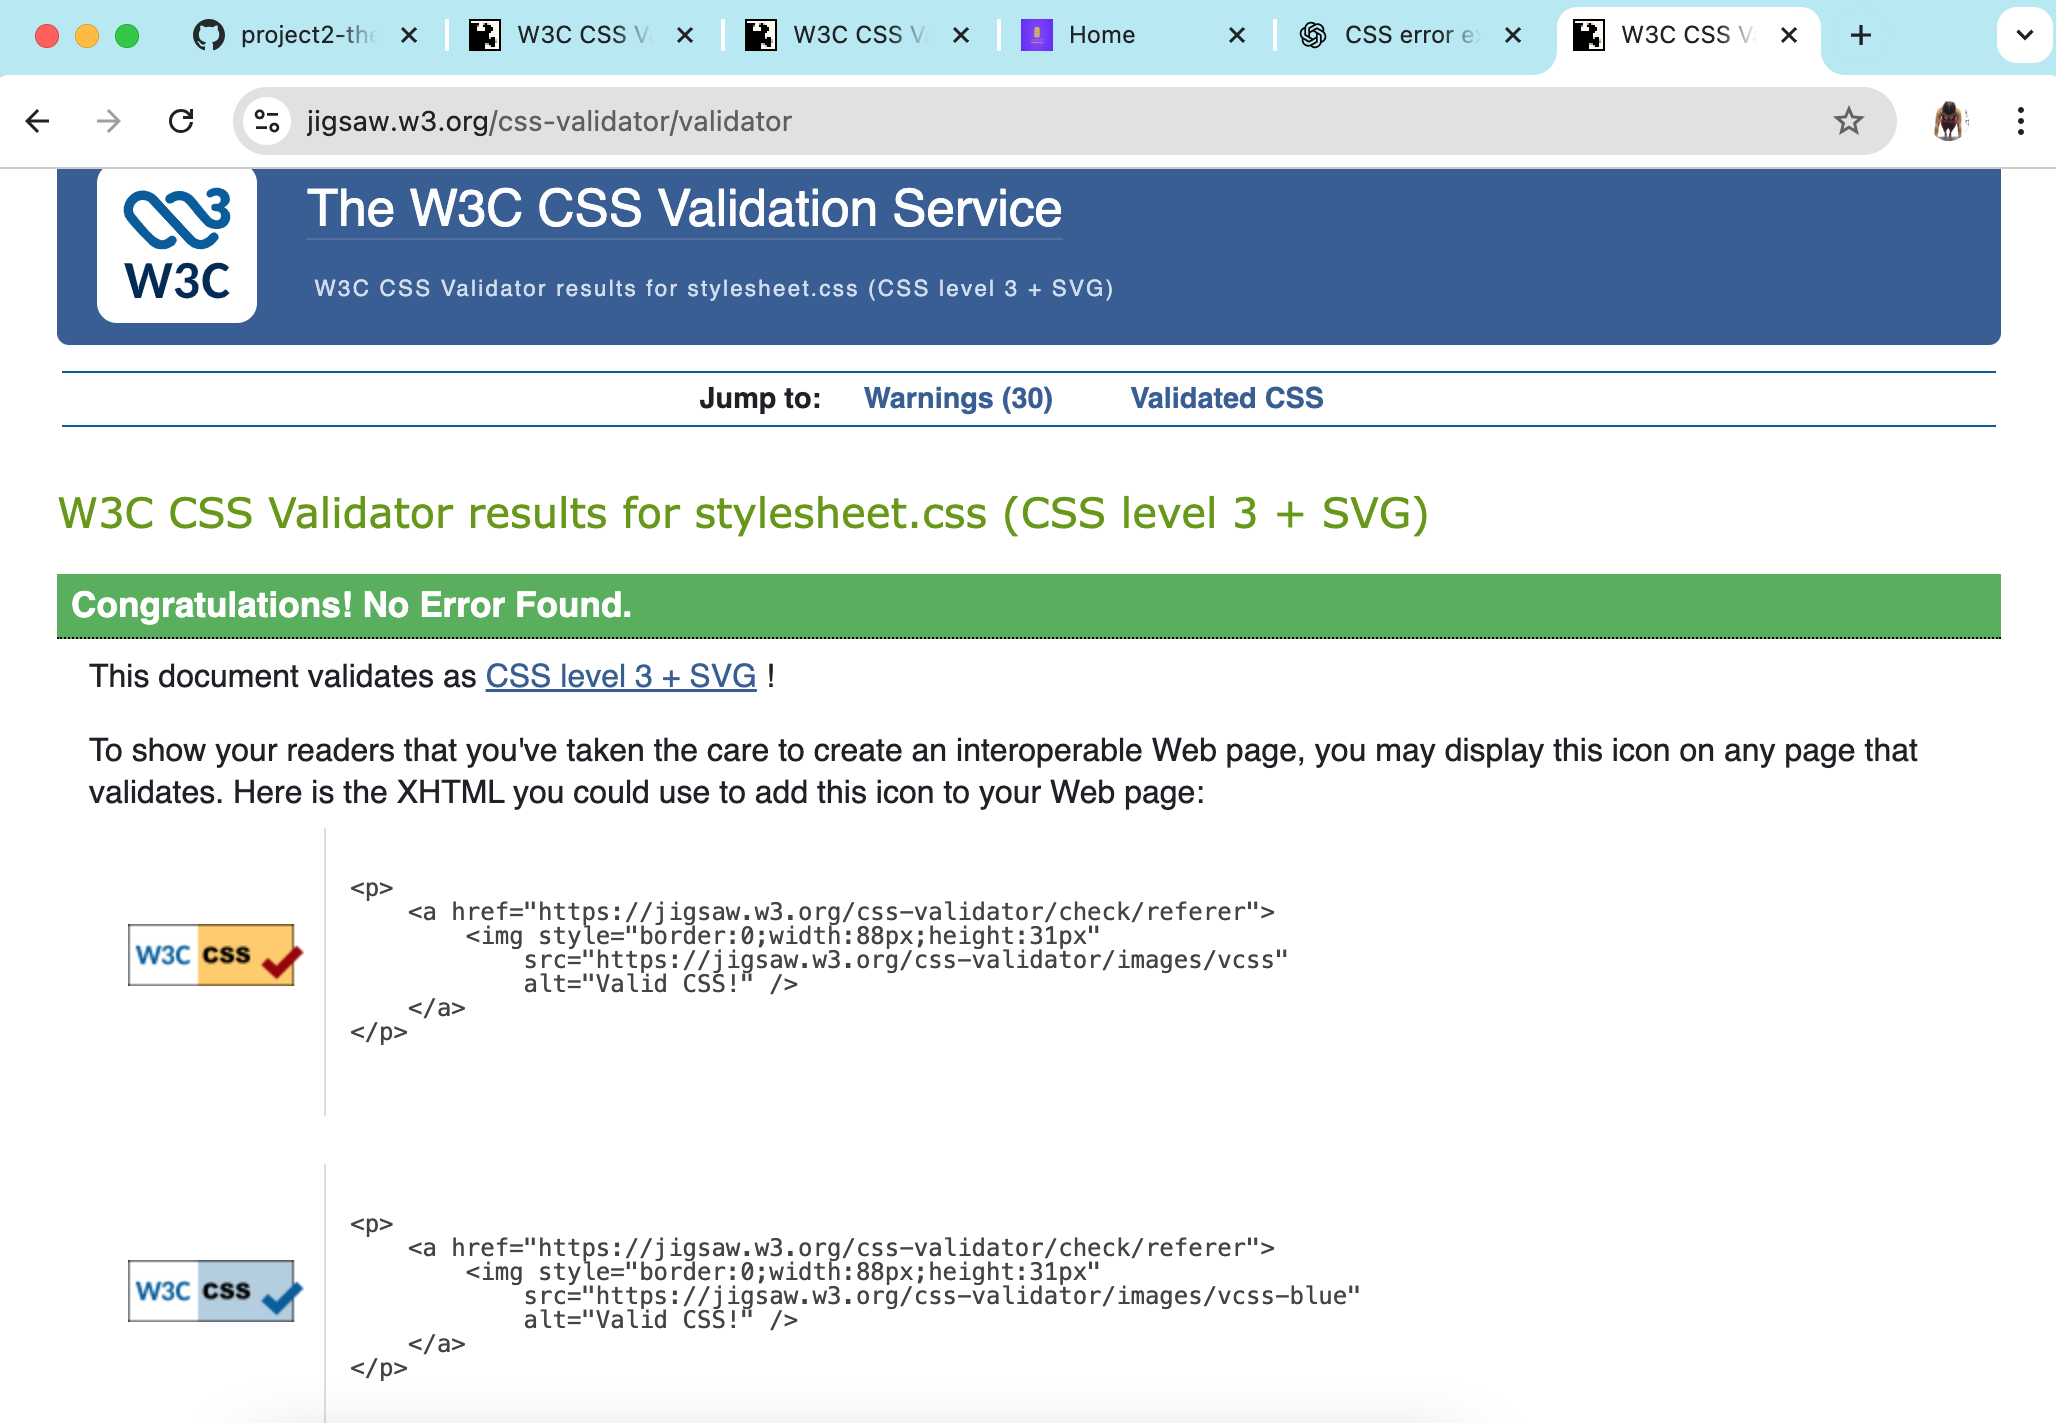 project2-the
W3C CSS Va
W3C CSS Va
Home
CSS error e
W3C CSS Va
jigsaw.w3.org/css-validator/validator
W3C
The W3C CSS Validation Service
W3C CSS Validator results for stylesheet.css (CSS level 3 + SVG)
Jump to: Warnings (30) Validated CSS
W3C CSS Validator results for stylesheet.css (CSS level 3 + SVG)
Congratulations! No Error Found.
This document validates as CSS level 3 + SVG !
To show your readers that you've taken the care to create an interoperable Web page, you may display this icon on any page that
validates. Here is the XHTML you could use to add this icon to your Web page:
W3C css
<p>
<a href="https://jigsaw.w3.org/css-validator/check/referer">
<img style="border:0;width:88px;height:31px"
src="https://jigsaw.w3.org/css-validator/images/vcss"
alt="Valid CSS!" />
</a>
</p>
W3C css
<p>
<a href="https://jigsaw.w3.org/css-validator/check/referer">
<img style="border:0;width:88px;height:31px"
src="https://jigsaw.w3.org/css-validator/images/vcss-blue"
alt="Valid CSS!" />
</a>
</p>